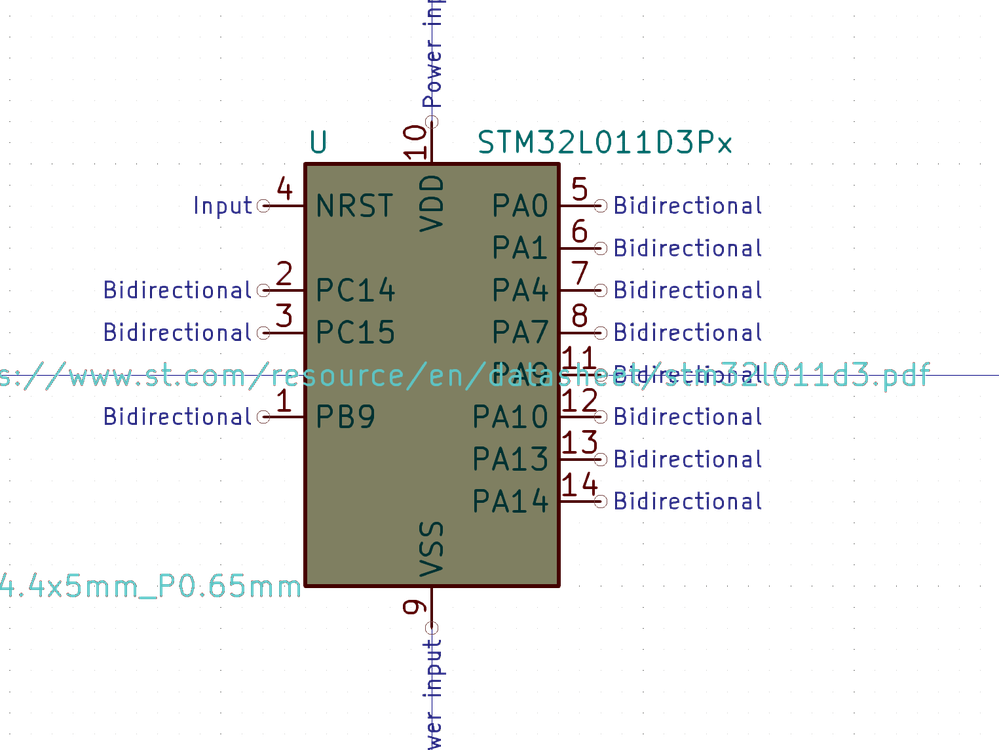 Power inp
10
U
STM32L011D3Px
VDD
Input 4 NRST
PA0 5 Bidirectional
PA1 6 Bidirectional
Bidirectional 2 PC14
PA4 7 Bidirectional
Bidirectional 3 PC15
PA7 8 Bidirectional
PA9 11 Bidirectional
s://www.st.com/resource/en/datasheet/stm32l011d3.pdf
Bidirectional 1 PB9
PA10 12 Bidirectional
PA13 13 Bidirectional
PA14 14 Bidirectional
VSS
4.4x5mm_P0.65mm
9
wer input